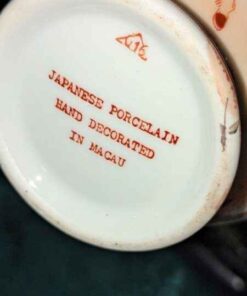 JAPANESE PORCELAIN
HAND DECORATED
IN MACAU